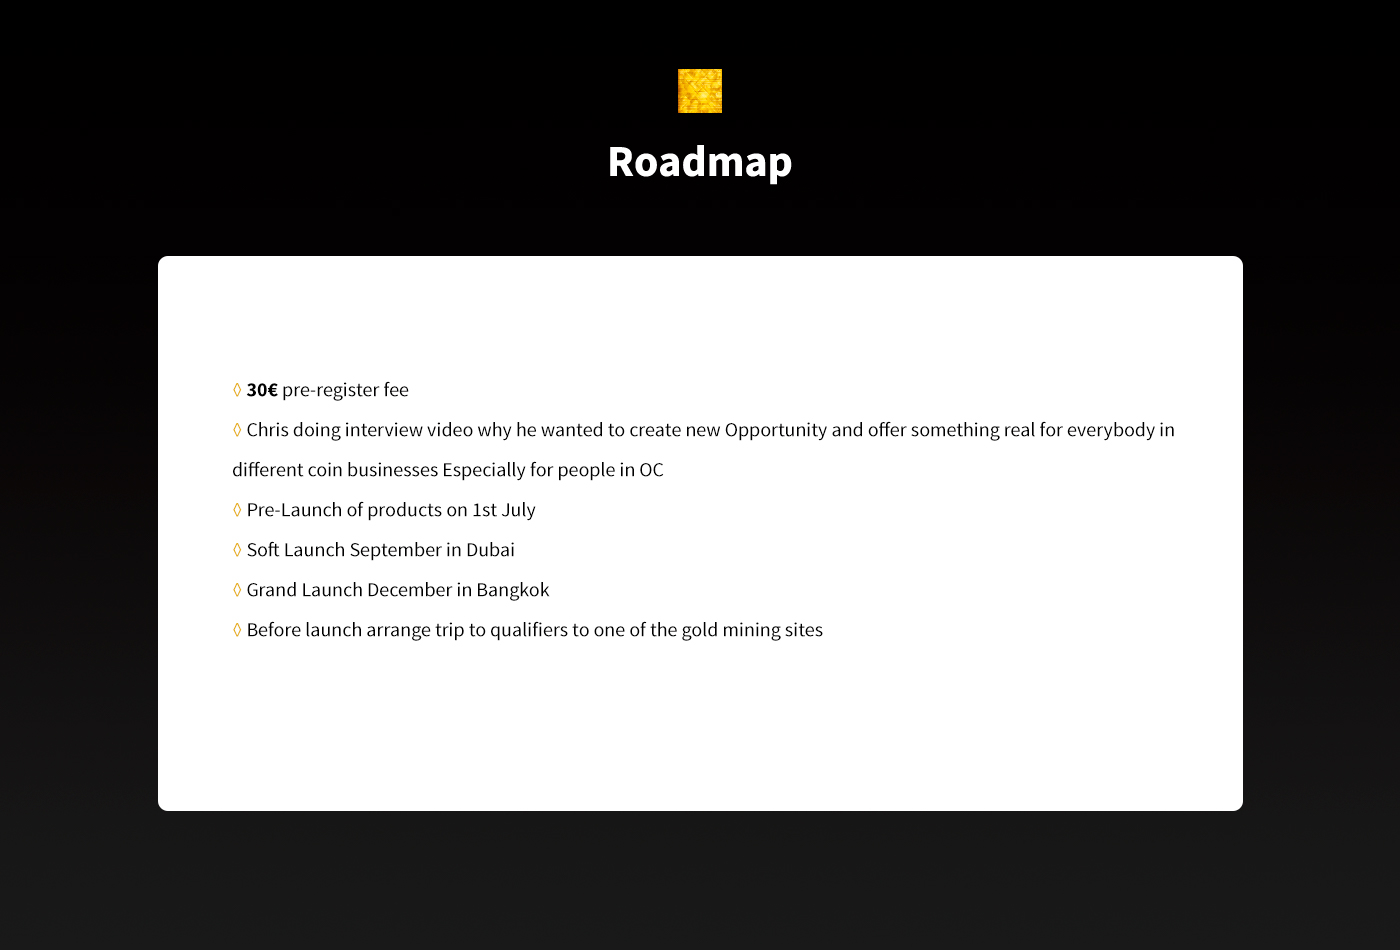 Roadmap
◊ 30€ pre-register fee
◊ Chris doing interview video why he wanted to create new Opportunity and offer something real for everybody in
different coin businesses Especially for people in OC
◊ Pre-Launch of products on 1st July
◊ Soft Launch September in Dubai
◊ Grand Launch December in Bangkok
◊ Before launch arrange trip to qualifiers to one of the gold mining sites